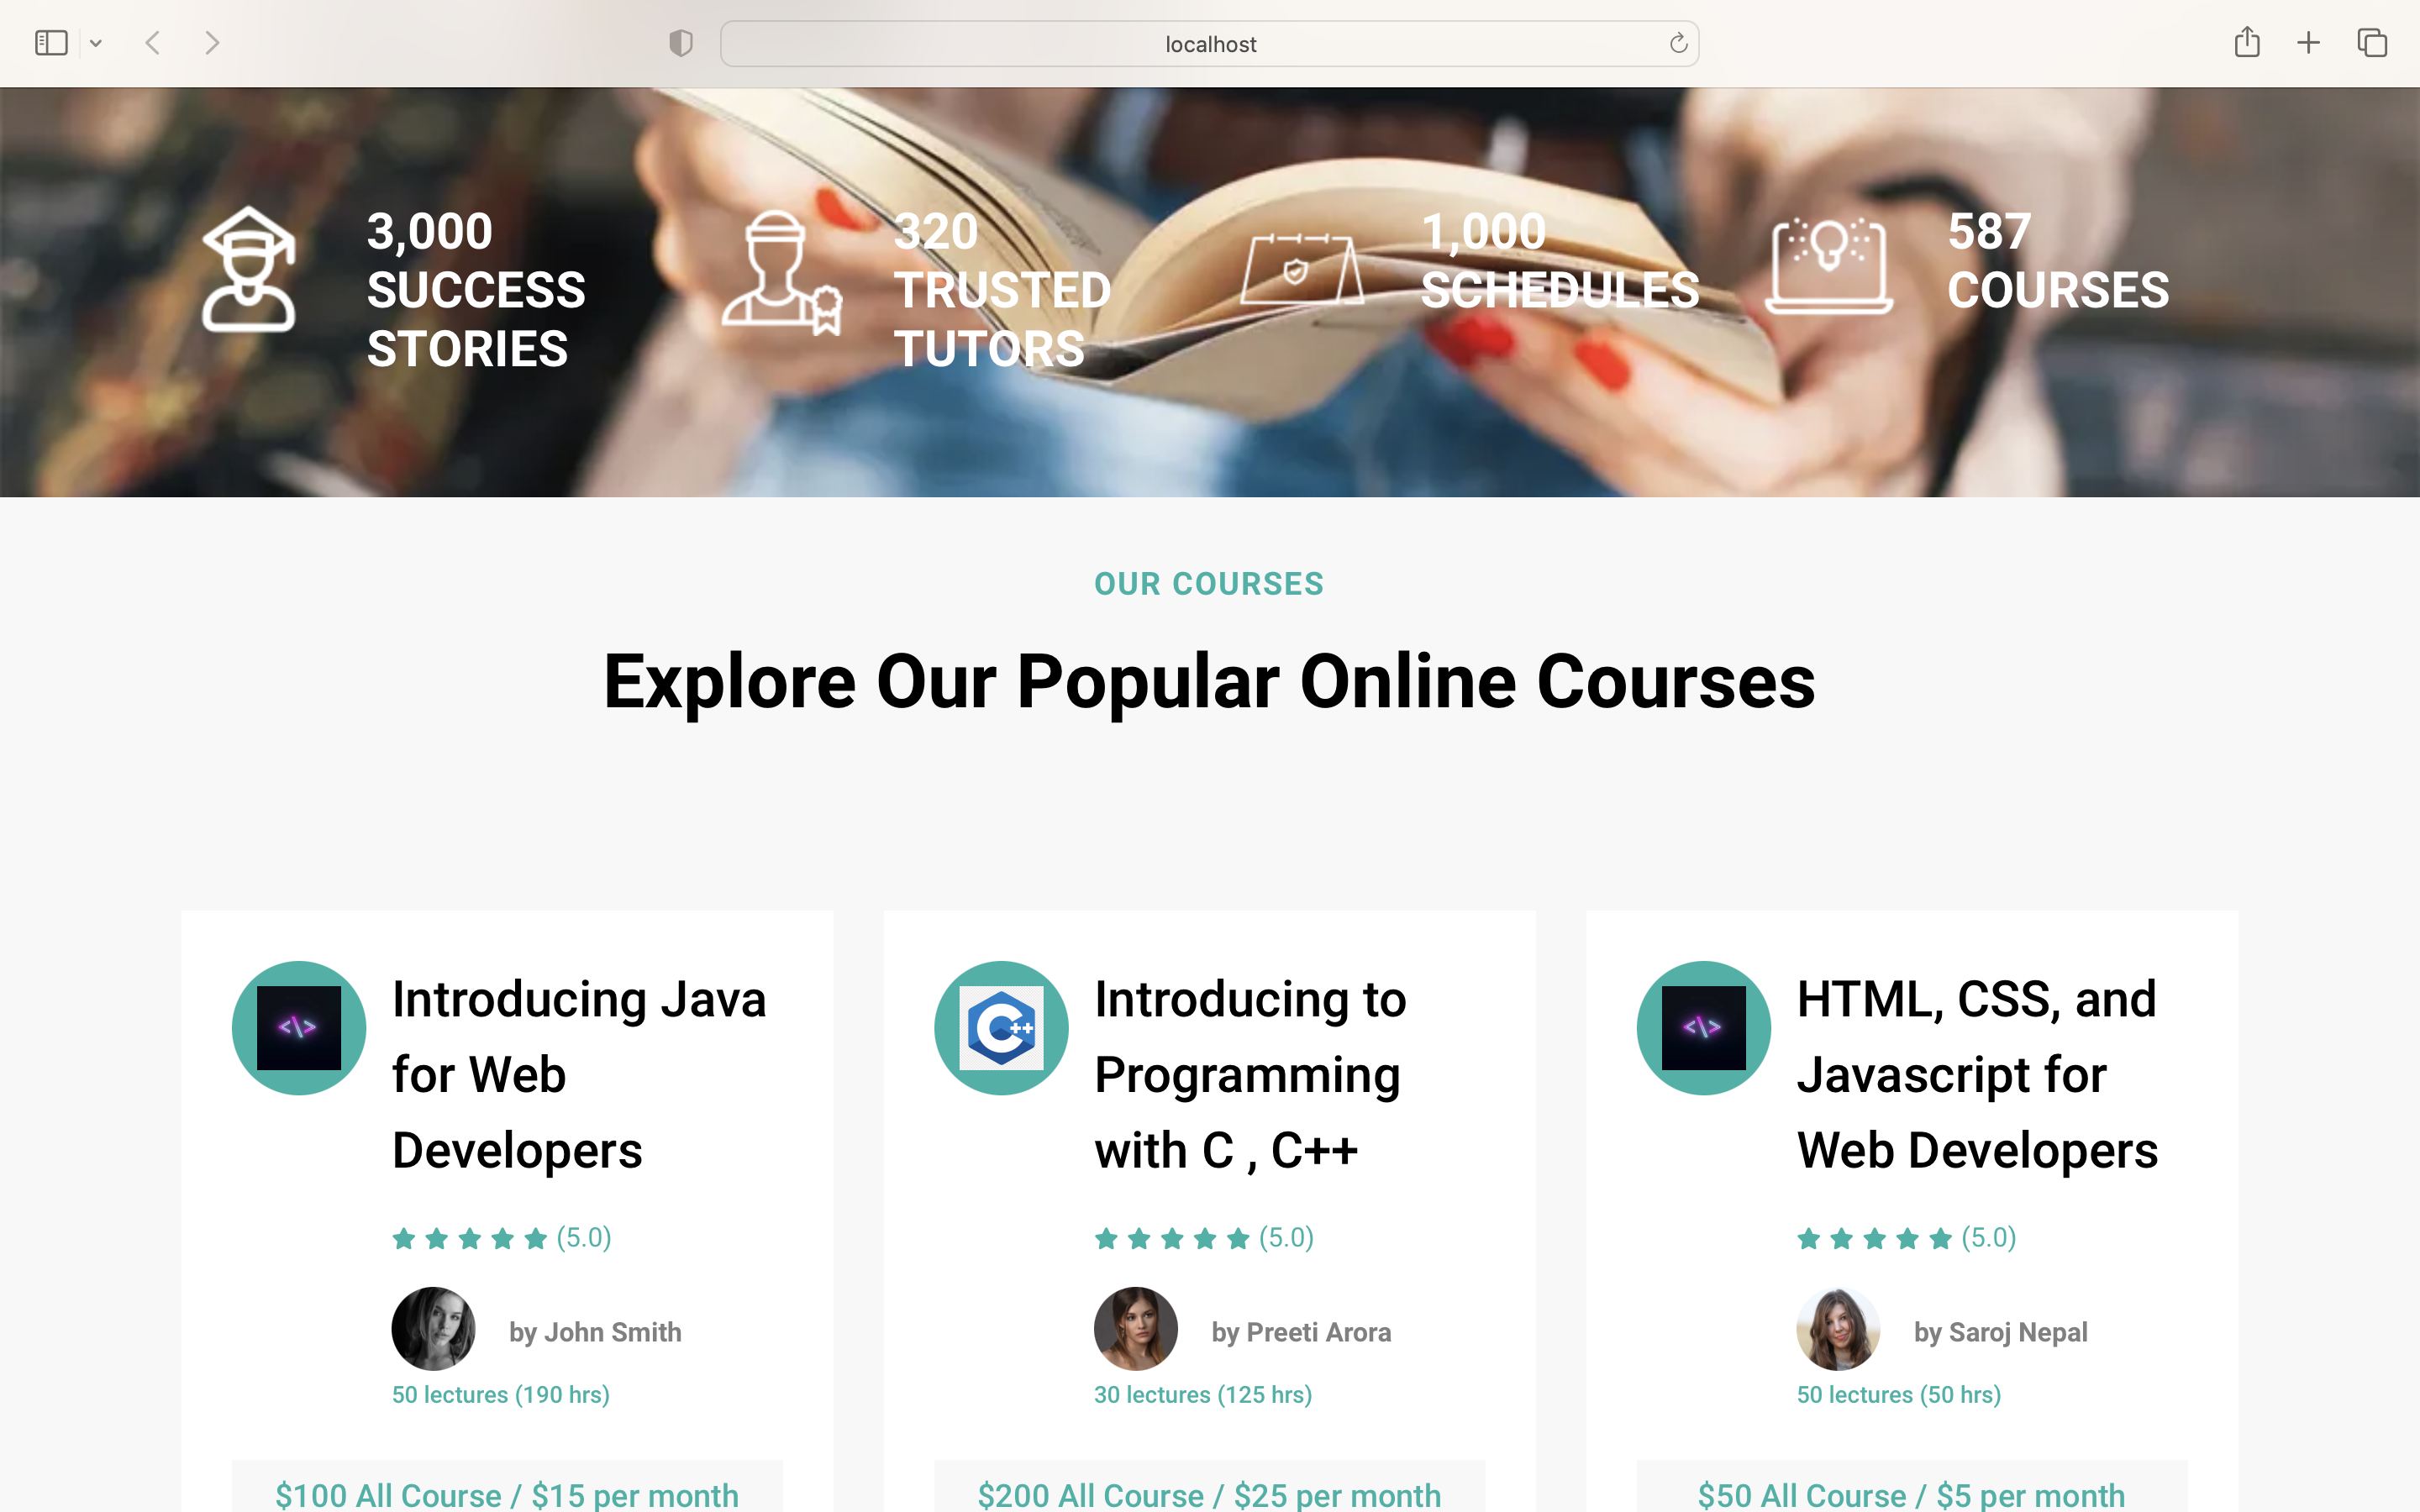 localhost
3,000
SUCCESS
STORIES
320
TRUSTED
TUTORS
1,000
SCHEDULES
587
COURSES
OUR COURSES
Explore Our Popular Online Courses
</>
Introducing Java
for Web
Developers
(5.0)
by John Smith
50 lectures (190 hrs)
$100 All Course / $15 per month
C++
Introducing to
Programming
with C , C++
(5.0)
by Preeti Arora
30 lectures (125 hrs)
$200 All Course / $25 per month
</>
HTML, CSS, and
Javascript for
Web Developers
(5.0)
by Saroj Nepal
50 lectures (50 hrs)
$50 All Course / $5 per month